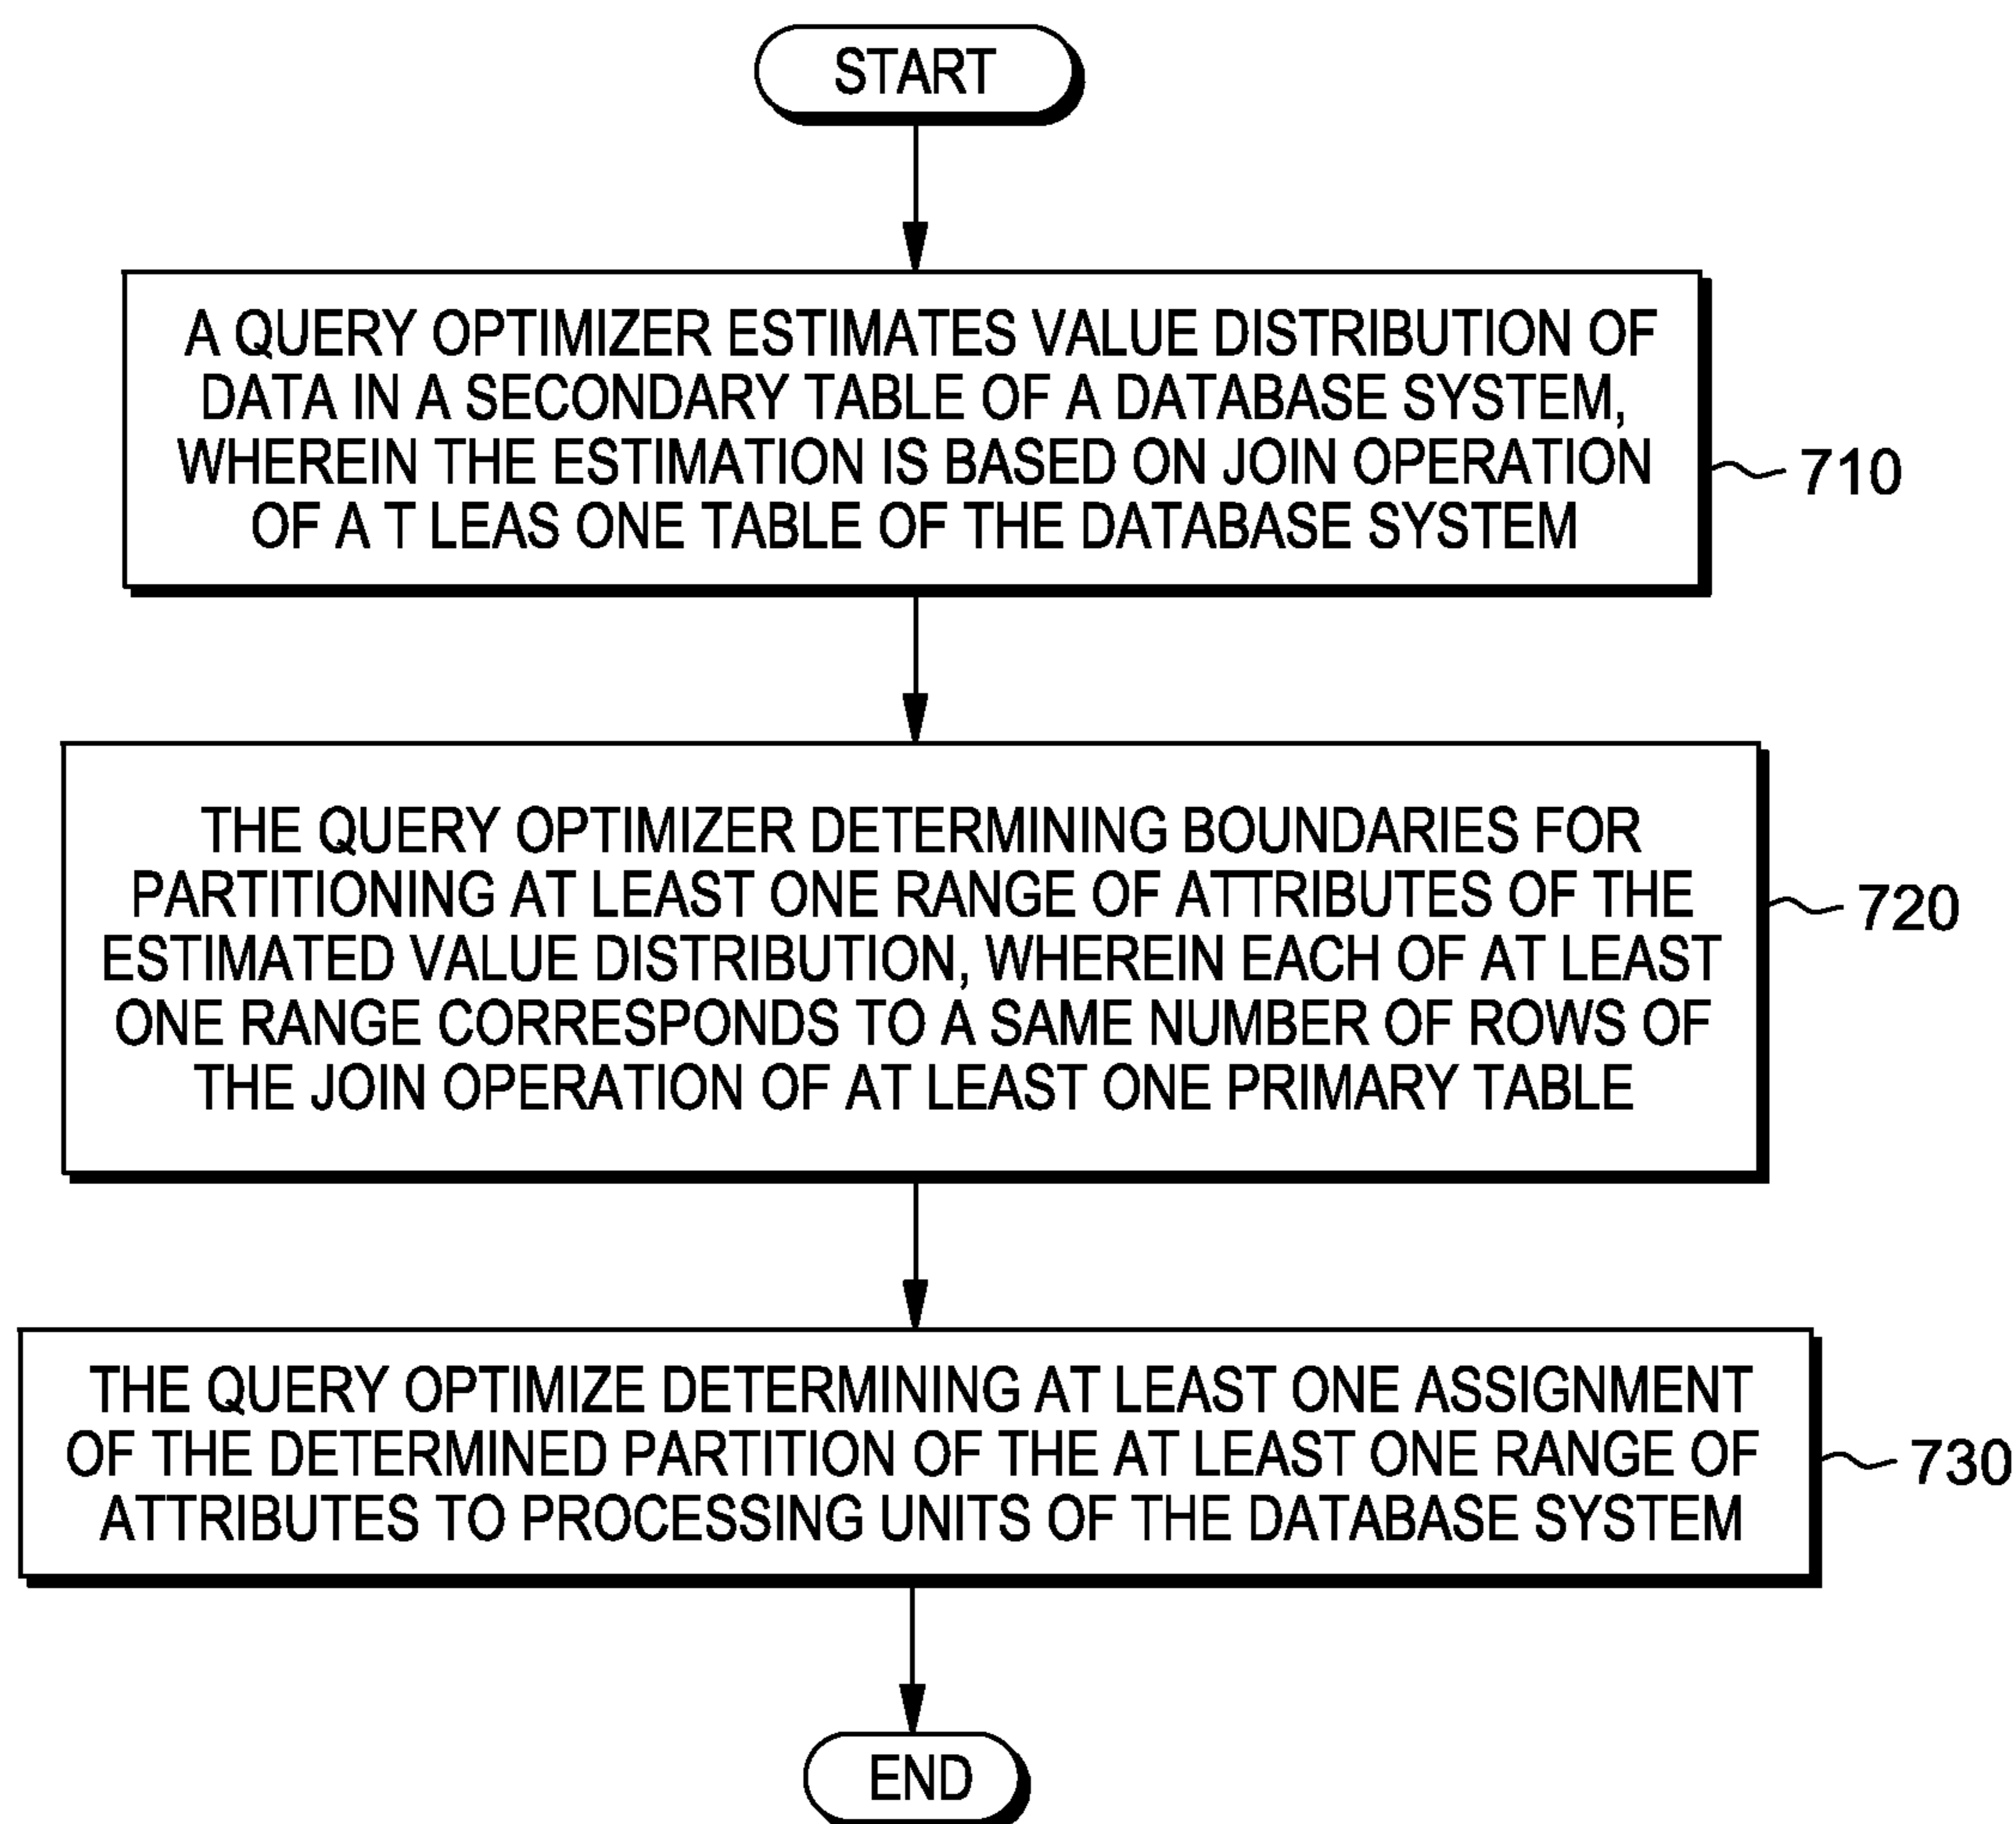 START
A QUERY OPTIMIZER ESTIMATES VALUE DISTRIBUTION OF
DATA IN A SECONDARY TABLE OF A DATABASE SYSTEM,
WHEREIN THE ESTIMATION IS BASED ON JOIN OPERATION
OF A T LEAS ONE TABLE OF THE DATABASE SYSTEM
710
THE QUERY OPTIMIZER DETERMINING BOUNDARIES FOR
PARTITIONING AT LEAST ONE RANGE OF ATTRIBUTES OF THE
ESTIMATED VALUE DISTRIBUTION, WHEREIN EACH OF AT LEAST
ONE RANGE CORRESPONDS TO A SAME NUMBER OF ROWS OF
THE JOIN OPERATION OF AT LEAST ONE PRIMARY TABLE
720
THE QUERY OPTIMIZE DETERMINING AT LEAST ONE ASSIGNMENT
OF THE DETERMINED PARTITION OF THE AT LEAST ONE RANGE OF
ATTRIBUTES TO PROCESSING UNITS OF THE DATABASE SYSTEM
730
END